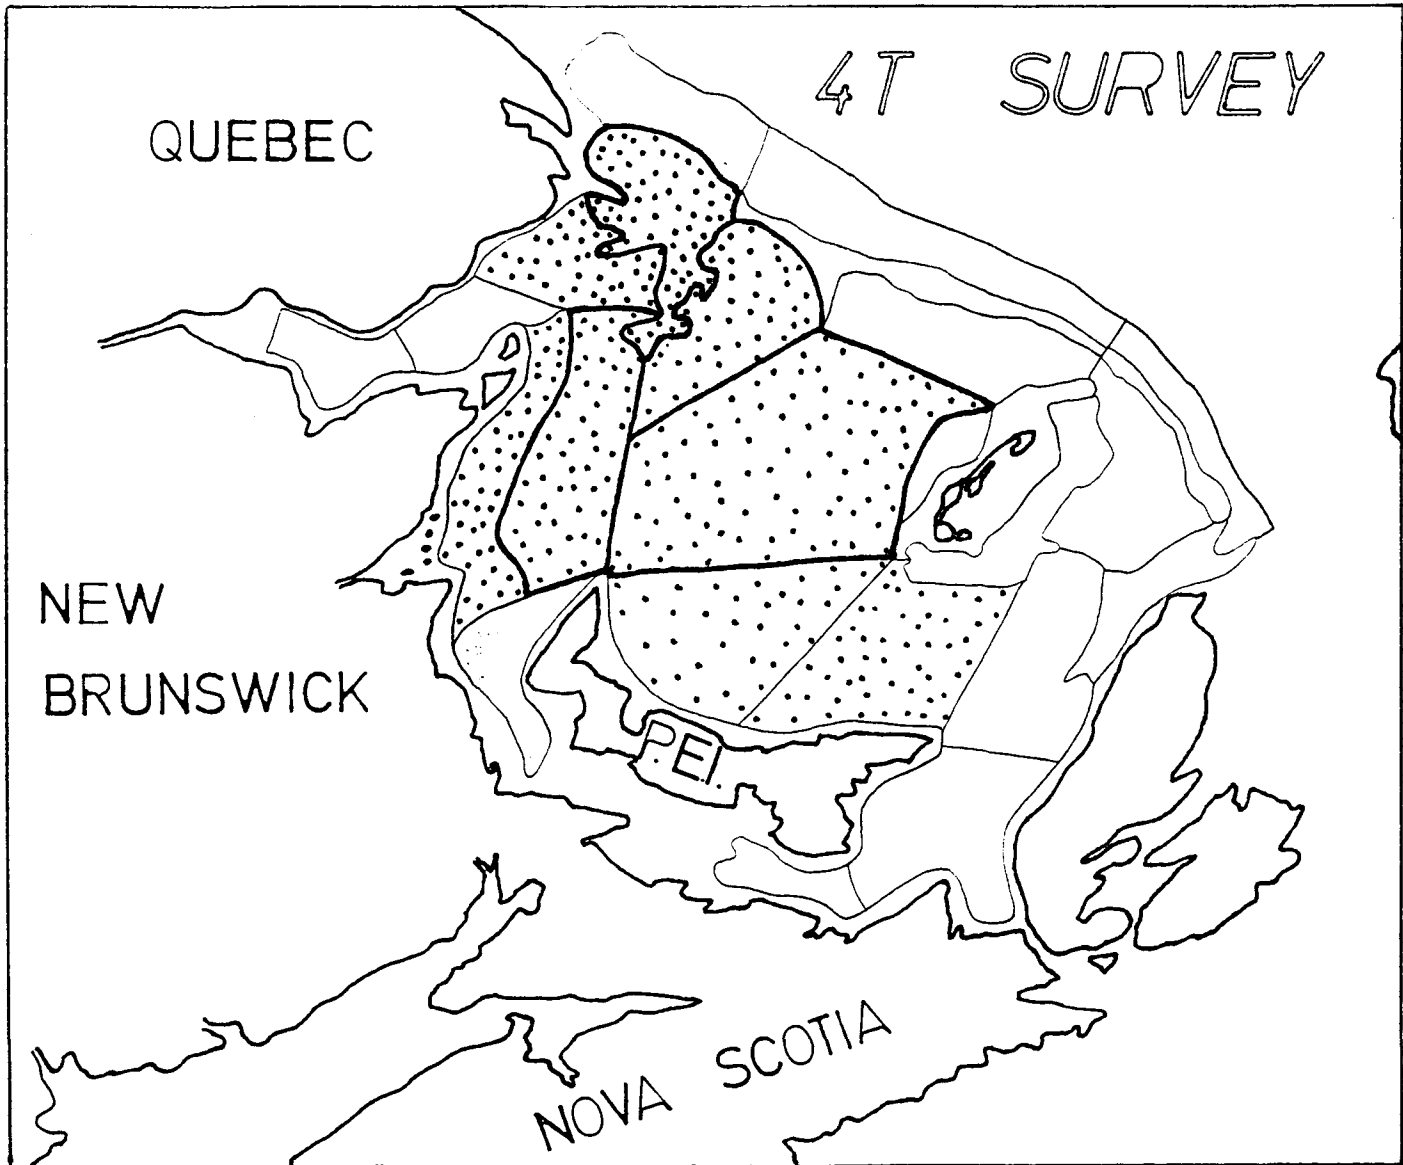 4T SURVEY
QUEBEC
NEW
BRUNSWICK
P.E.I.
NOVA SCOTIA